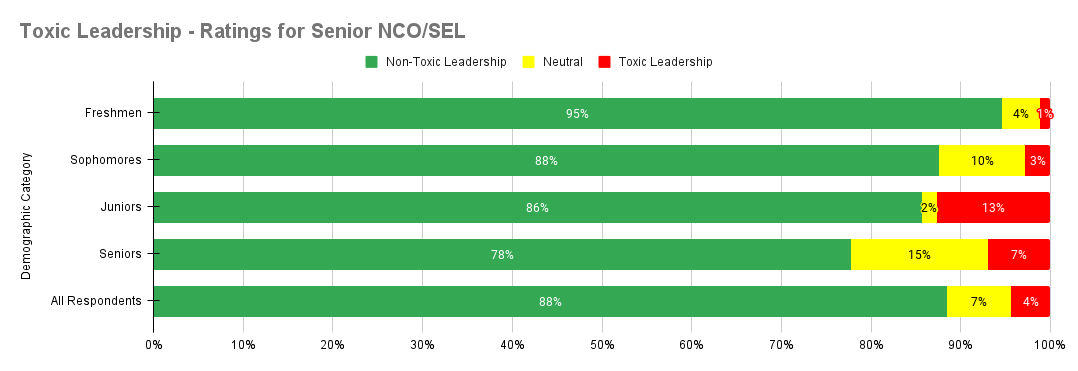 Toxic Leadership - Ratings for Senior NCO/SEL
Non-Toxic Leadership Neutral Toxic Leadership
Demographic Category
Freshmen 95% 4% 1%
Sophomores 88% 10% 3%
Juniors 86% 2% 13%
Seniors 78% 15% 7%
All Respondents 88% 7% 4%
0% 10% 20% 30% 40% 50% 60% 70% 80% 90% 100%